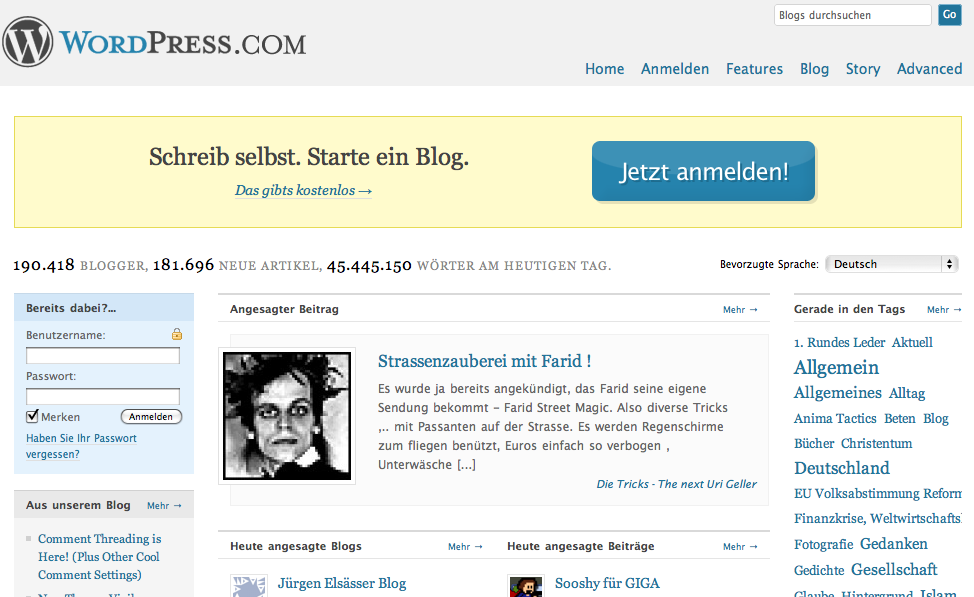 Blogs durchsuchen Go
WORDPRESS.COM
Home Anmelden Features Blog Story Advanced
Schreib selbst. Starte ein Blog.
Das gibts kostenlos →
Jetzt anmelden!
190.418 BLOGGER, 181.696 NEUE ARTIKEL, 45.445.150 WÖRTER AM HEUTIGEN TAG.
Bevorzugte Sprache: Deutsch
Bereits dabei?...
Benutzername:
Passwort:
Merken Anmelden
Haben Sie Ihr Passwort
vergessen?
Aus unserem Blog Mehr →
Comment Threading is
Here! (Plus Other Cool
Comment Settings)
Angesagter Beitrag Mehr →
Strassenzauberei mit Farid !
Es wurde ja bereits angekündigt, das Farid seine eigene
Sendung bekommt – Farid Street Magic. Also diverse Tricks
,.. mit Passanten auf der Strasse. Es werden Regenschirme
zum fliegen benützt, Euros einfach so verbogen ,
Unterwäsche [...]
Die Tricks - The next Uri Geller
Heute angesagte Blogs Mehr →
Jürgen Elsässer Blog
Heute angesagte Beiträge Mehr →
Sooshy für GIGA
Gerade in den Tags Mehr →
1. Rundes Leder Aktuell
Allgemein
Allgemeines Alltag
Anima Tactics Beten Blog
Bücher Christentum
Deutschland
EU Volksabstimmung Reform
Finanzkrise, Weltwirtschafts
Fotografie Gedanken
Gedichte Gesellschaft
Glaube Hintergrund Islam